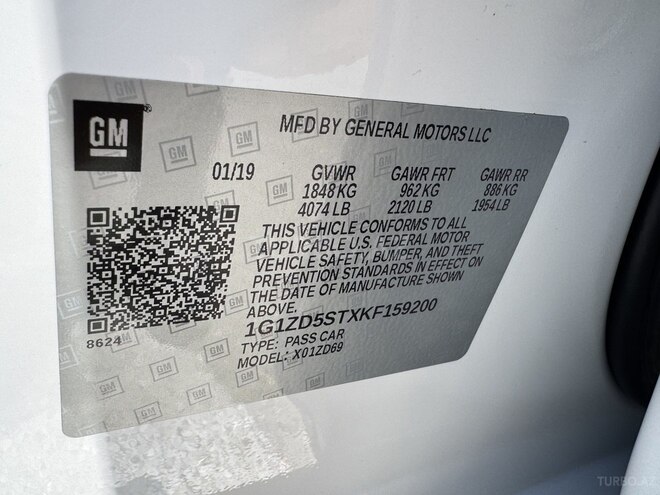 GM
MFD BY GENERAL MOTORS LLC
01/19 GVWR GAWR FRT GAWR RR
1848 KG 962 KG 886 KG
4074 LB 2120 LB 1954 LB
THIS VEHICLE CONFORMS TO ALL
APPLICABLE U.S. FEDERAL MOTOR
VEHICLE SAFETY, BUMPER, AND THEFT
PREVENTION STANDARDS IN EFFECT ON
THE DATE OF MANUFACTURE SHOWN
ABOVE.
8624
1G1ZD5STXKF159200
TYPE: PASS CAR
MODEL: X01ZD69
TURBO.AZ